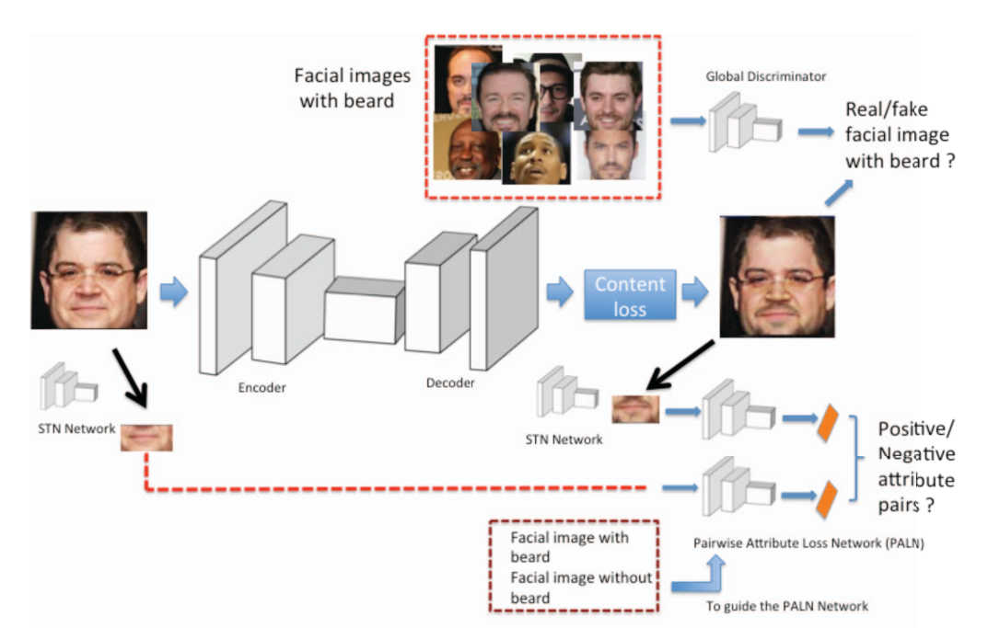 Facial images
with beard
Global Discriminator
Real/fake
facial image
with beard ?
Content
loss
Encoder
Decoder
STN Network
STN Network
Positive/
Negative
attribute
pairs ?
Facial image with
beard
Facial image without
beard
Pairwise Attribute Loss Network (PALN)
To guide the PALN Network